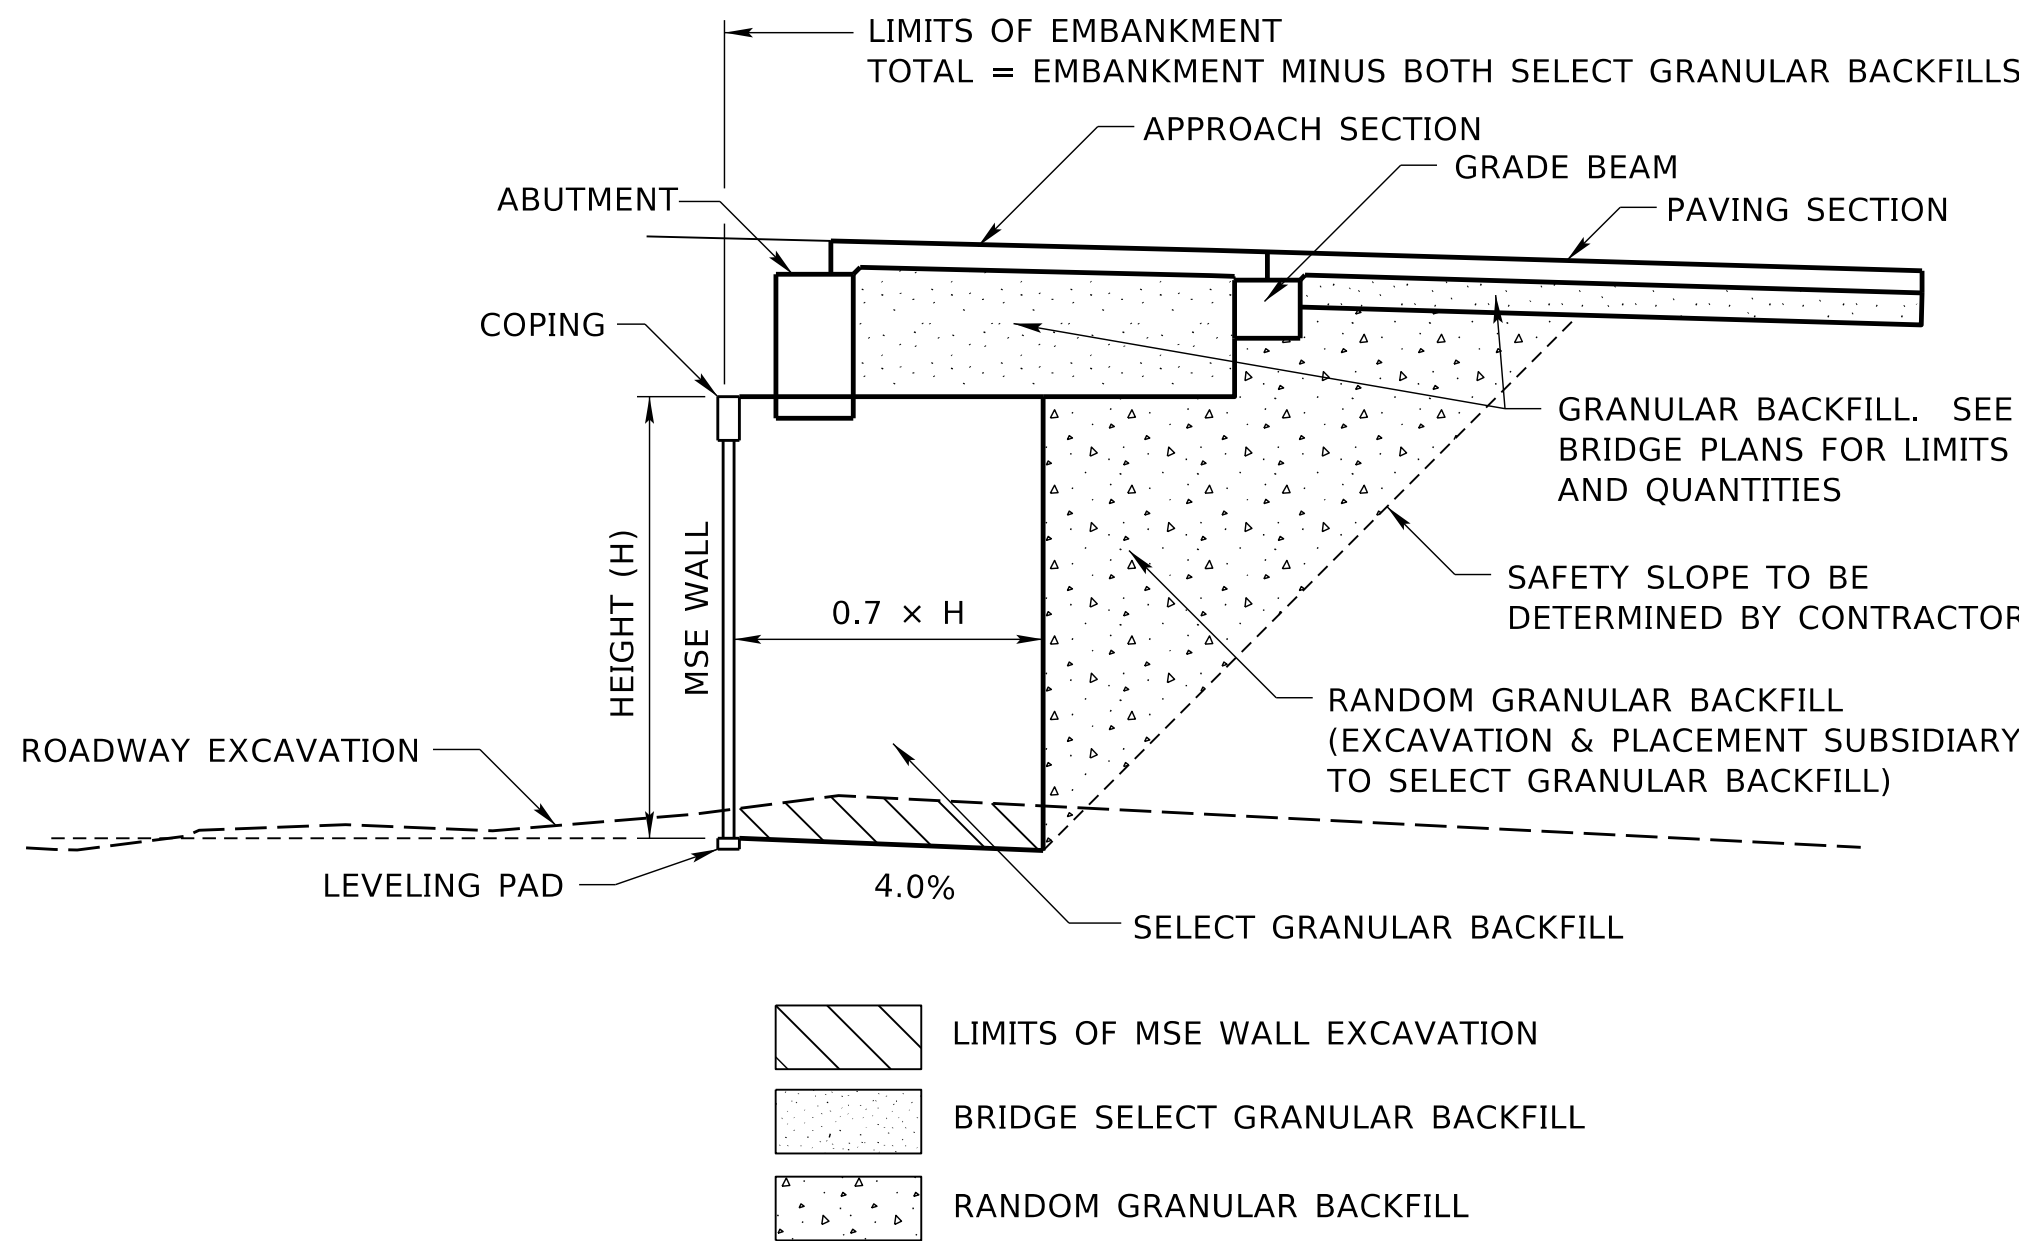 LIMITS OF EMBANKMENT
TOTAL = EMBANKMENT MINUS BOTH SELECT GRANULAR BACKFILLS
APPROACH SECTION
GRADE BEAM
ABUTMENT
PAVING SECTION
COPING
GRANULAR BACKFILL. SEE
BRIDGE PLANS FOR LIMITS
AND QUANTITIES
HEIGHT (H)
MSE WALL
0.7 × H
SAFETY SLOPE TO BE
DETERMINED BY CONTRACTOR
RANDOM GRANULAR BACKFILL
(EXCAVATION & PLACEMENT SUBSIDIARY
TO SELECT GRANULAR BACKFILL)
ROADWAY EXCAVATION
LEVELING PAD
4.0%
SELECT GRANULAR BACKFILL
LIMITS OF MSE WALL EXCAVATION
BRIDGE SELECT GRANULAR BACKFILL
RANDOM GRANULAR BACKFILL